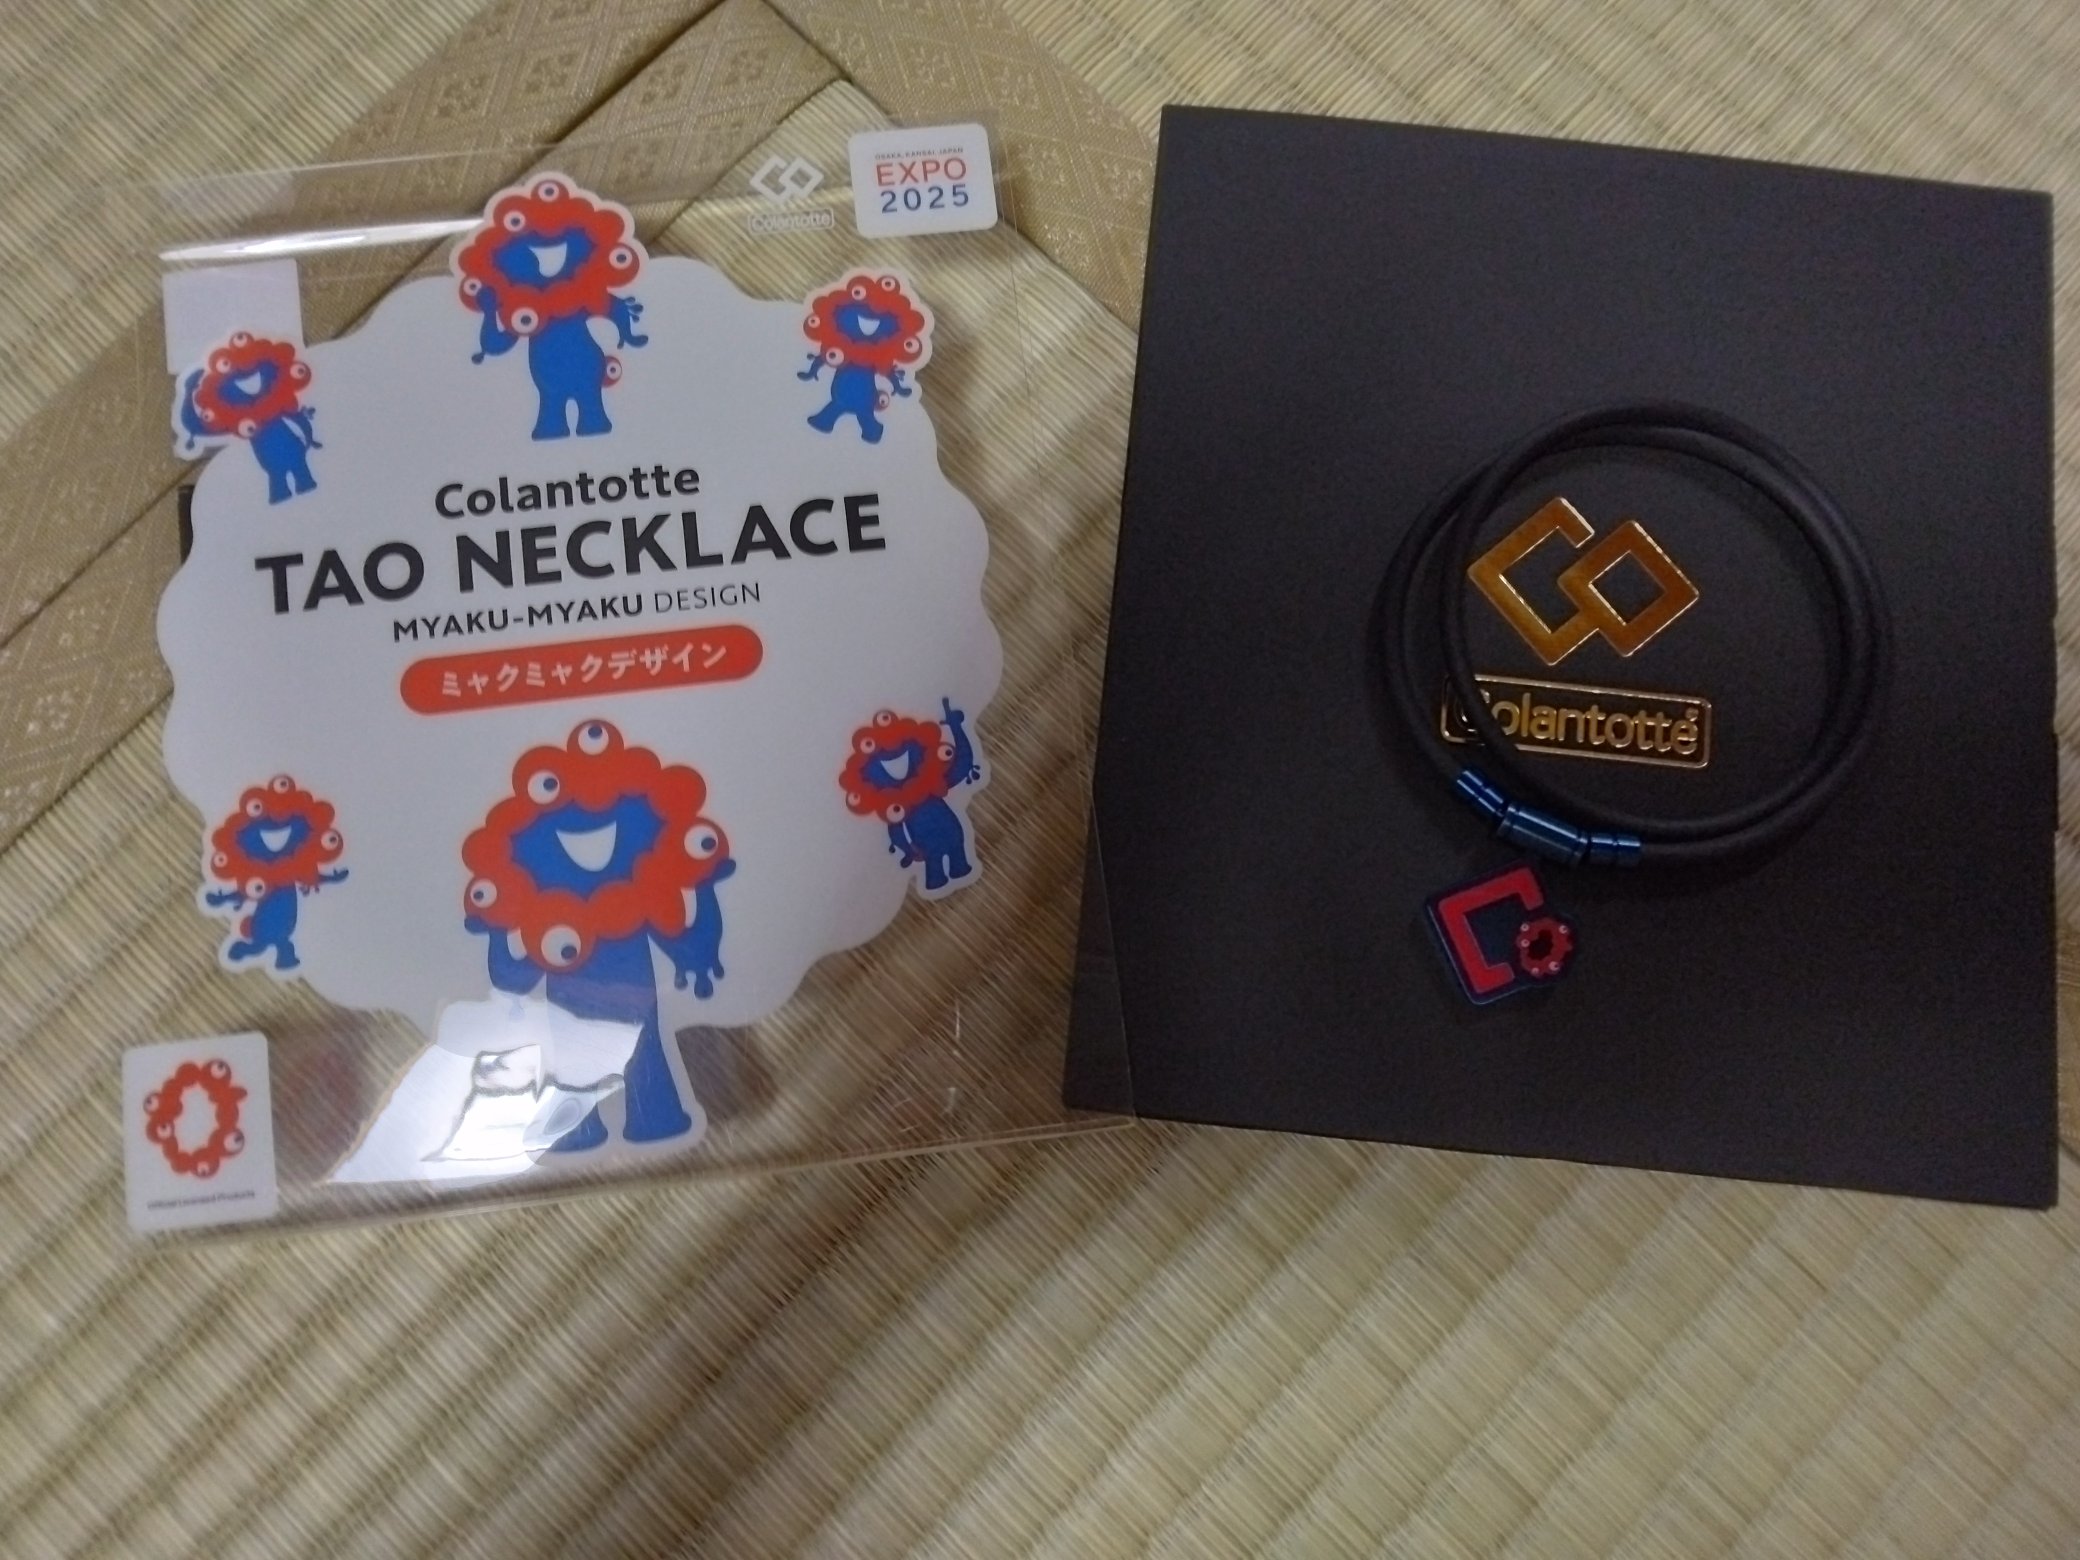 Colantotte
OSAKA, KANSAI, JAPAN
EXPO
2025
Colantotte
TAO NECKLACE
MYAKU-MYAKU DESIGN
ミャクミャクデザイン
Official Licensed Products
Colantotte